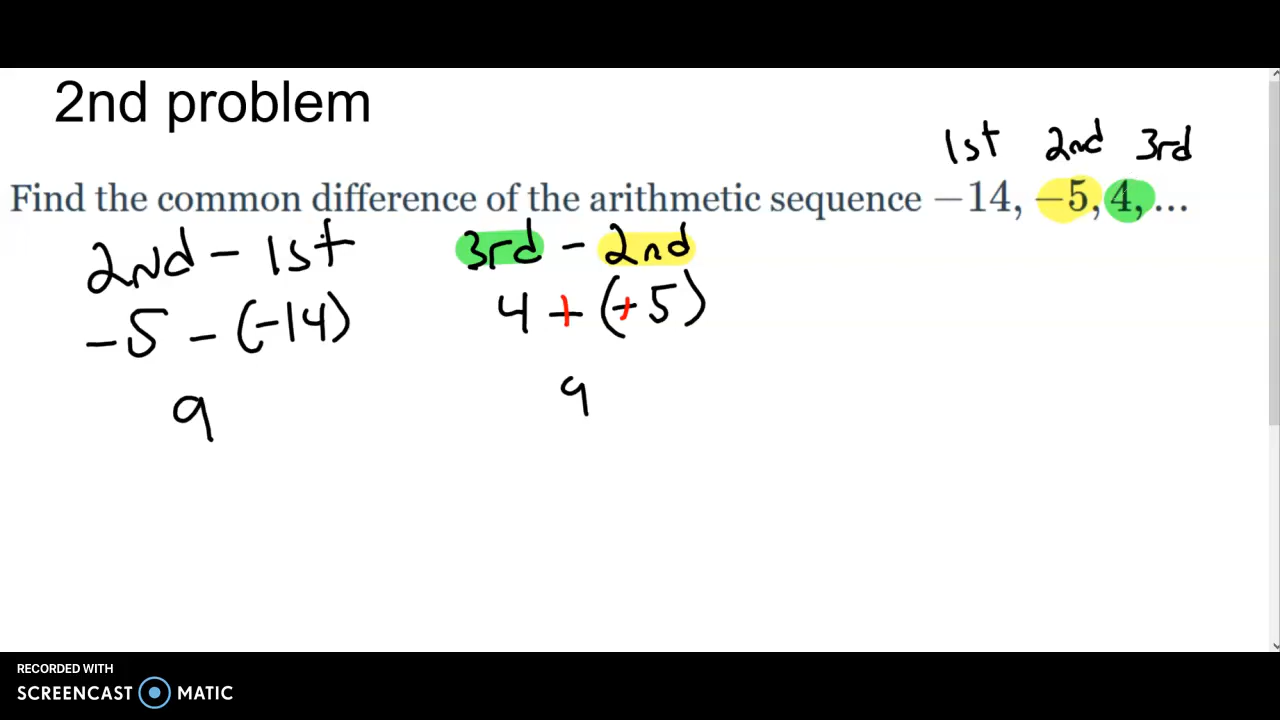 2nd problem
1st 2nd 3rd
Find the common difference of the arithmetic sequence −14, −5, 4, ...
2nd - 1st 3rd - 2nd
-5 - (-14) 4 + (+5)
9 9
RECORDED WITH
SCREENCAST MATIC